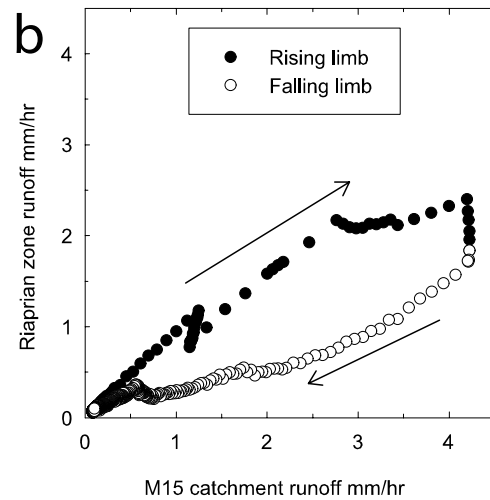 b
Rising limb
Falling limb
Riaprian zone runoff mm/hr
4
3
2
1
0
0
1
2
3
4
M15 catchment runoff mm/hr